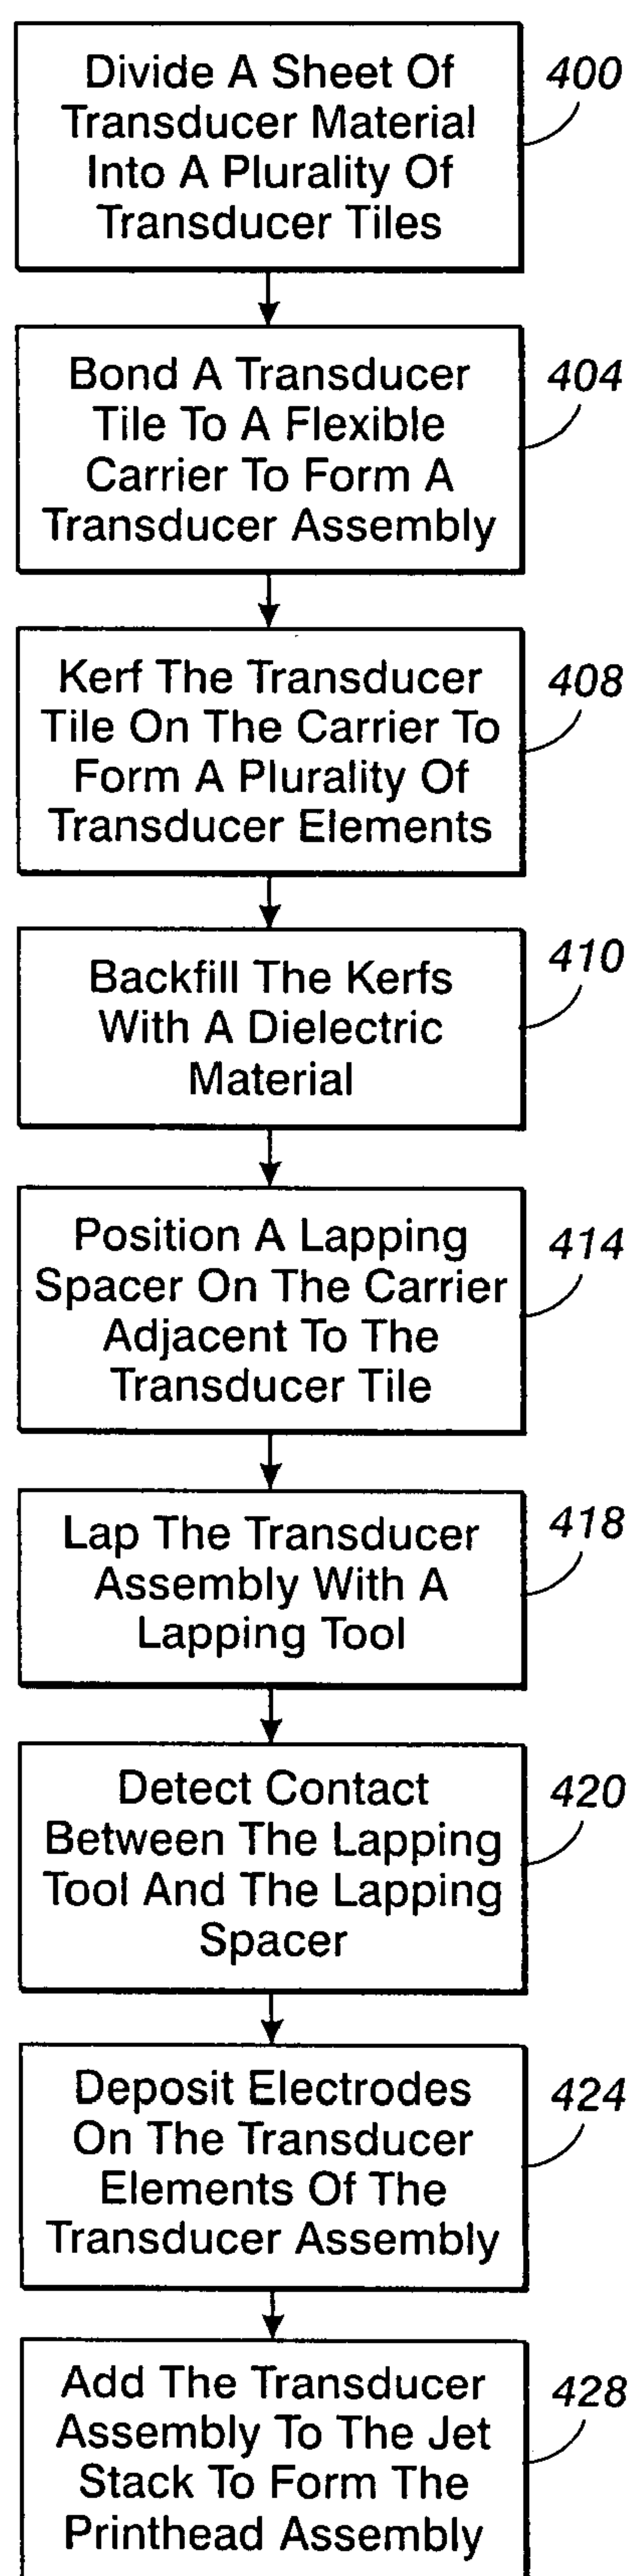 Divide A Sheet Of
Transducer Material
Into A Plurality Of
Transducer Tiles
400
Bond A Transducer
Tile To A Flexible
Carrier To Form A
Transducer Assembly
404
Kerf The Transducer
Tile On The Carrier To
Form A Plurality Of
Transducer Elements
408
Backfill The Kerfs
With A Dielectric
Material
410
Position A Lapping
Spacer On The Carrier
Adjacent To The
Transducer Tile
414
Lap The Transducer
Assembly With A
Lapping Tool
418
Detect Contact
Between The Lapping
Tool And The Lapping
Spacer
420
Deposit Electrodes
On The Transducer
Elements Of The
Transducer Assembly
424
Add The Transducer
Assembly To The Jet
Stack To Form The
Printhead Assembly
428